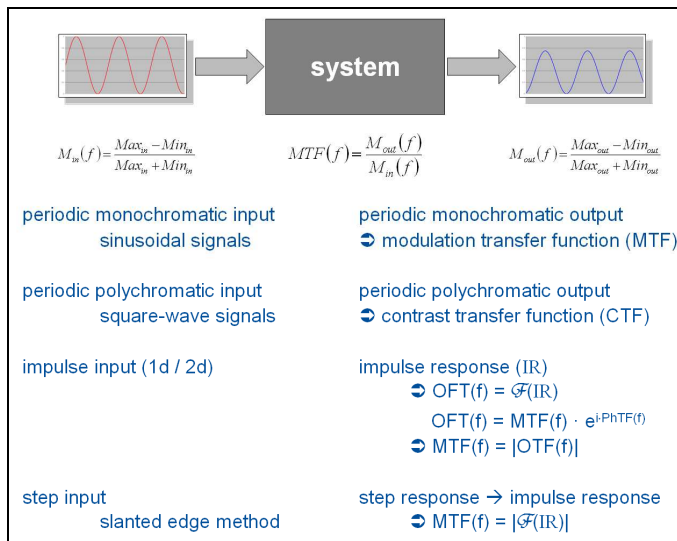 system
M_in(f) = (Max_in − Min_in) / (Max_in + Min_in)
MTF(f) = M_out(f) / M_in(f)
M_out(f) = (Max_out − Min_out) / (Max_out + Min_out)
periodic monochromatic input
sinusoidal signals
periodic monochromatic output
➲ modulation transfer function (MTF)
periodic polychromatic input
square-wave signals
periodic polychromatic output
➲ contrast transfer function (CTF)
impulse input (1d / 2d)
impulse response (IR)
➲ OFT(f) = ℱ(IR)
OFT(f) = MTF(f) · e^i·PhTF(f)
➲ MTF(f) = |OTF(f)|
step input
slanted edge method
step response → impulse response
➲ MTF(f) = |ℱ(IR)|